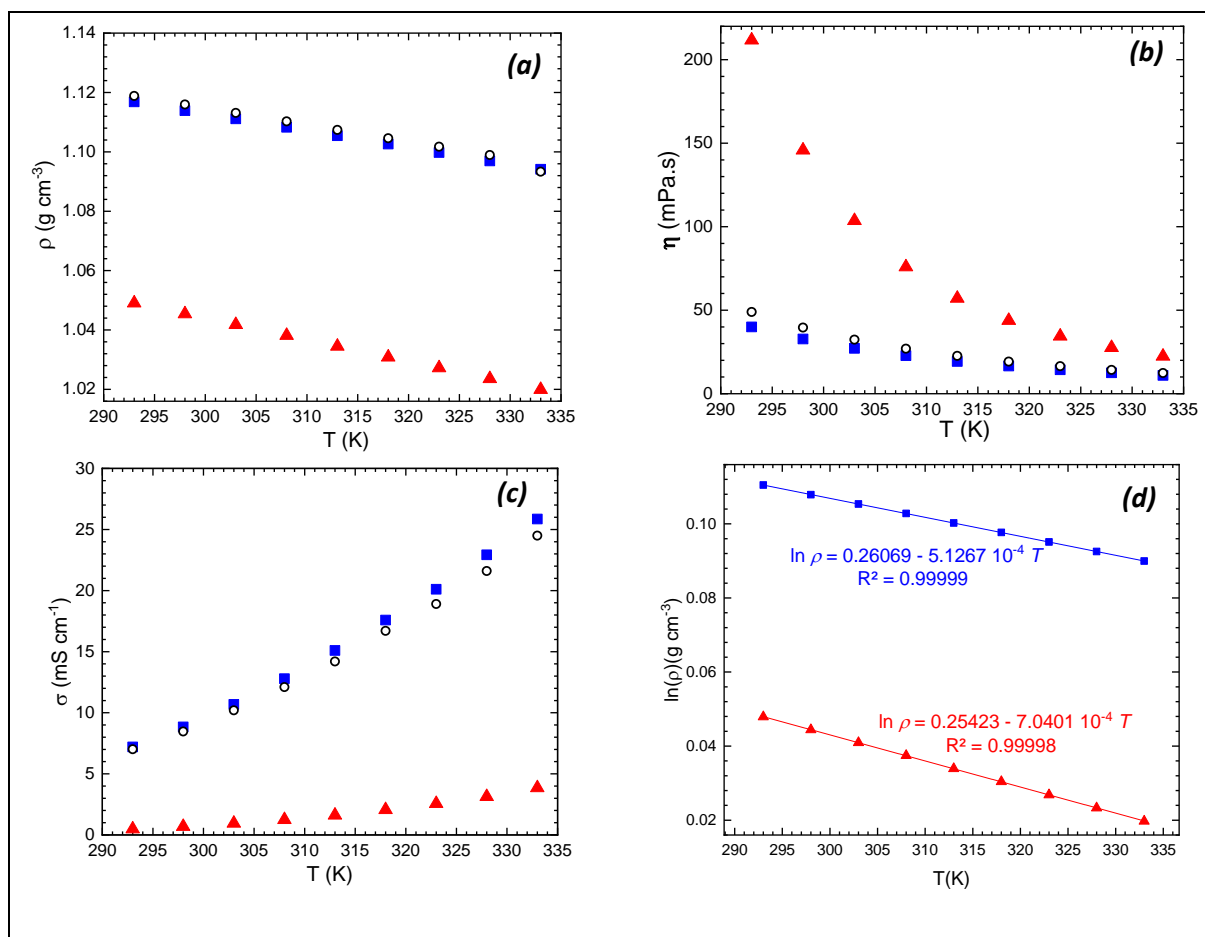 (a)
1.14
1.12
1.10
1.08
1.06
1.04
1.02
ρ (g cm⁻³)
290 295 300 305 310 315 320 325 330 335
T (K)
(b)
200
150
100
50
0
η (mPa.s)
290 295 300 305 310 315 320 325 330 335
T (K)
(c)
30
25
20
15
10
5
0
σ (mS cm⁻¹)
290 295 300 305 310 315 320 325 330 335
T (K)
(d)
0.10
0.08
0.06
0.04
0.02
ln(ρ)(g cm⁻³)
ln ρ = 0.26069 - 5.1267 10⁻⁴ T
R² = 0.99999
ln ρ = 0.25423 - 7.0401 10⁻⁴ T
R² = 0.99998
290 295 300 305 310 315 320 325 330 335
T(K)